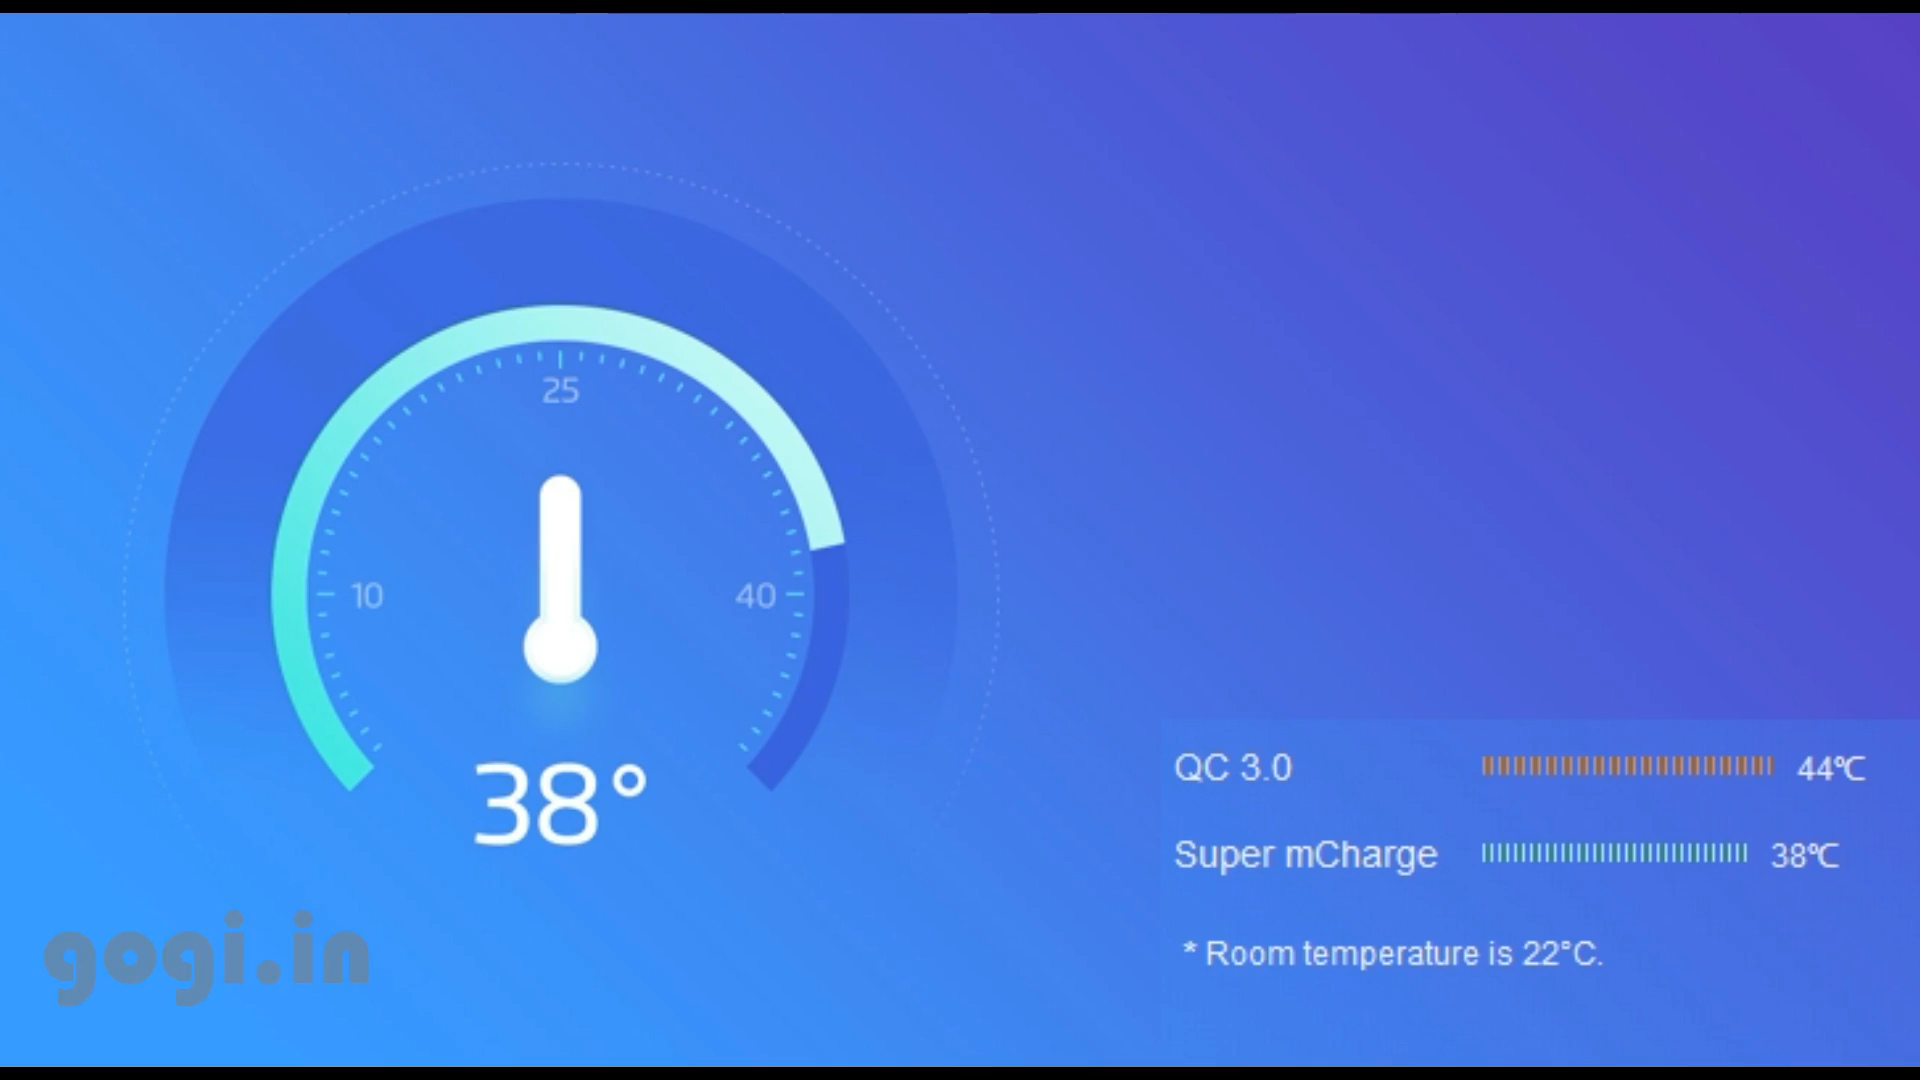 25
10
40
38°
QC 3.0 44℃
Super mCharge 38℃
* Room temperature is 22°C.
gogi.in